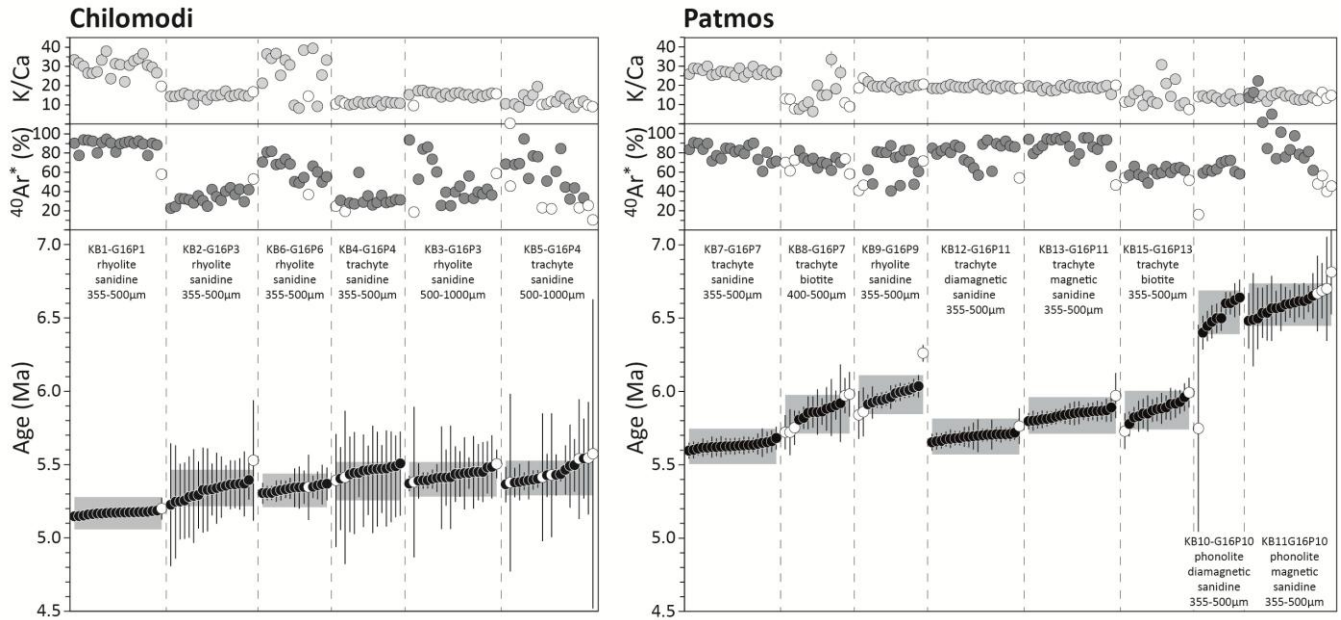 Chilomodi
K/Ca
40
30
20
10
⁴⁰Ar* (%)
100
80
60
40
20
Age (Ma)
7.0
6.5
6.0
5.5
5.0
4.5
KB1-G16P1
rhyolite
sanidine
355-500µm
KB2-G16P3
rhyolite
sanidine
355-500µm
KB6-G16P6
rhyolite
sanidine
355-500µm
KB4-G16P4
trachyte
sanidine
355-500µm
KB3-G16P3
rhyolite
sanidine
500-1000µm
KB5-G16P4
trachyte
sanidine
500-1000µm
Patmos
K/Ca
40
30
20
10
⁴⁰Ar* (%)
100
80
60
40
20
Age (Ma)
7.0
6.5
6.0
5.5
5.0
4.5
KB7-G16P7
trachyte
sanidine
355-500µm
KB8-G16P7
trachyte
biotite
400-500µm
KB9-G16P9
rhyolite
sanidine
355-500µm
KB12-G16P11
trachyte
diamagnetic
sanidine
355-500µm
KB13-G16P11
trachyte
magnetic
sanidine
355-500µm
KB15-G16P13
trachyte
biotite
355-500µm
KB10-G16P10
phonolite
diamagnetic
sanidine
355-500µm
KB11G16P10
phonolite
magnetic
sanidine
355-500µm